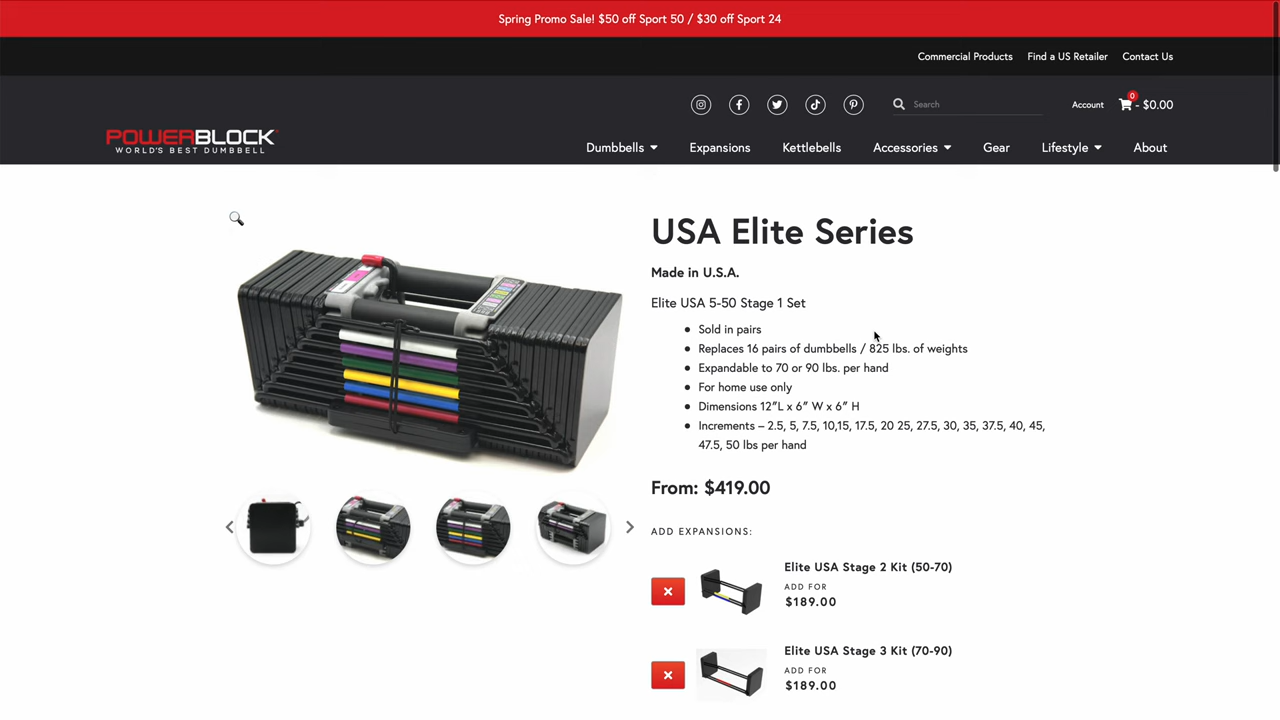 Spring Promo Sale! $50 off Sport 50 / $30 off Sport 24
Commercial Products
Find a US Retailer
Contact Us
Search
Account
0
- $0.00
POWERBLOCK
WORLD'S BEST DUMBBELL
Dumbbells
Expansions
Kettlebells
Accessories
Gear
Lifestyle
About
USA Elite Series
Made in U.S.A.
Elite USA 5-50 Stage 1 Set
Sold in pairs
Replaces 16 pairs of dumbbells / 825 lbs. of weights
Expandable to 70 or 90 lbs. per hand
For home use only
Dimensions 12″L x 6″ W x 6″ H
Increments – 2.5, 5, 7.5, 10,15, 17.5, 20 25, 27.5, 30, 35, 37.5, 40, 45,
47.5, 50 lbs per hand
From: $419.00
ADD EXPANSIONS:
Elite USA Stage 2 Kit (50-70)
ADD FOR
$189.00
Elite USA Stage 3 Kit (70-90)
ADD FOR
$189.00